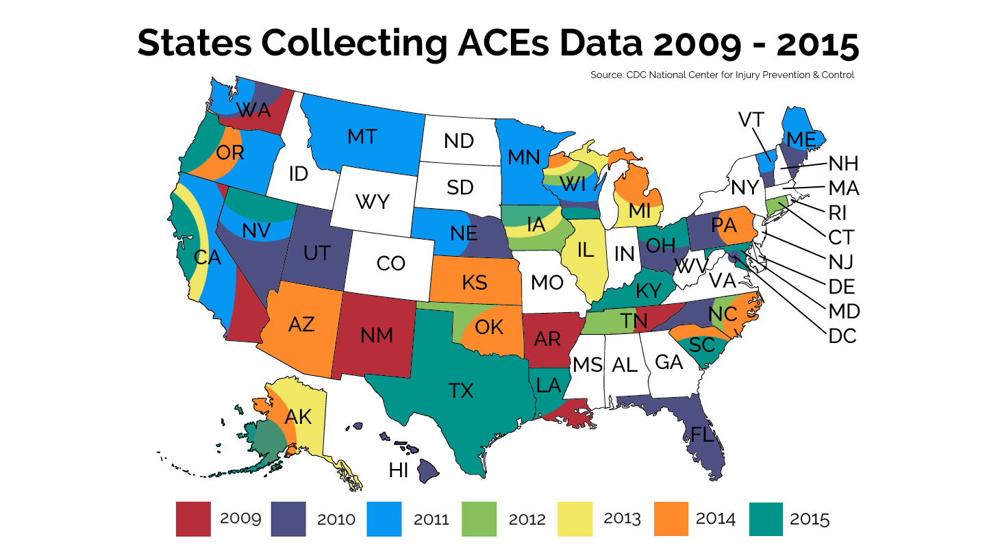 States Collecting ACEs Data 2009 - 2015
Source: CDC National Center for Injury Prevention & Control
WA
VT
MT
ND
ME
OR
MN
NH
ID
SD
WI
NY
MA
WY
MI
RI
NV
NE
IA
PA
CT
UT
CO
IL
IN
OH
CA
NJ
WV
KS
MO
VA
DE
KY
MD
AZ
NM
OK
AR
TN
NC
DC
SC
MS
AL
GA
TX
LA
AK
FL
HI
2009
2010
2011
2012
2013
2014
2015